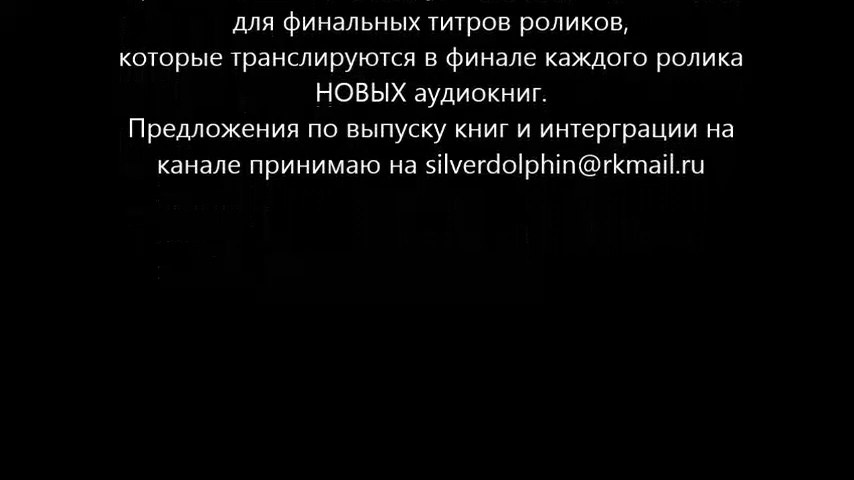 для финальных титров роликов,
которые транслируются в финале каждого ролика
НОВЫХ аудиокниг.
Предложения по выпуску книг и интерграции на
канале принимаю на silverdolphin@rkmail.ru